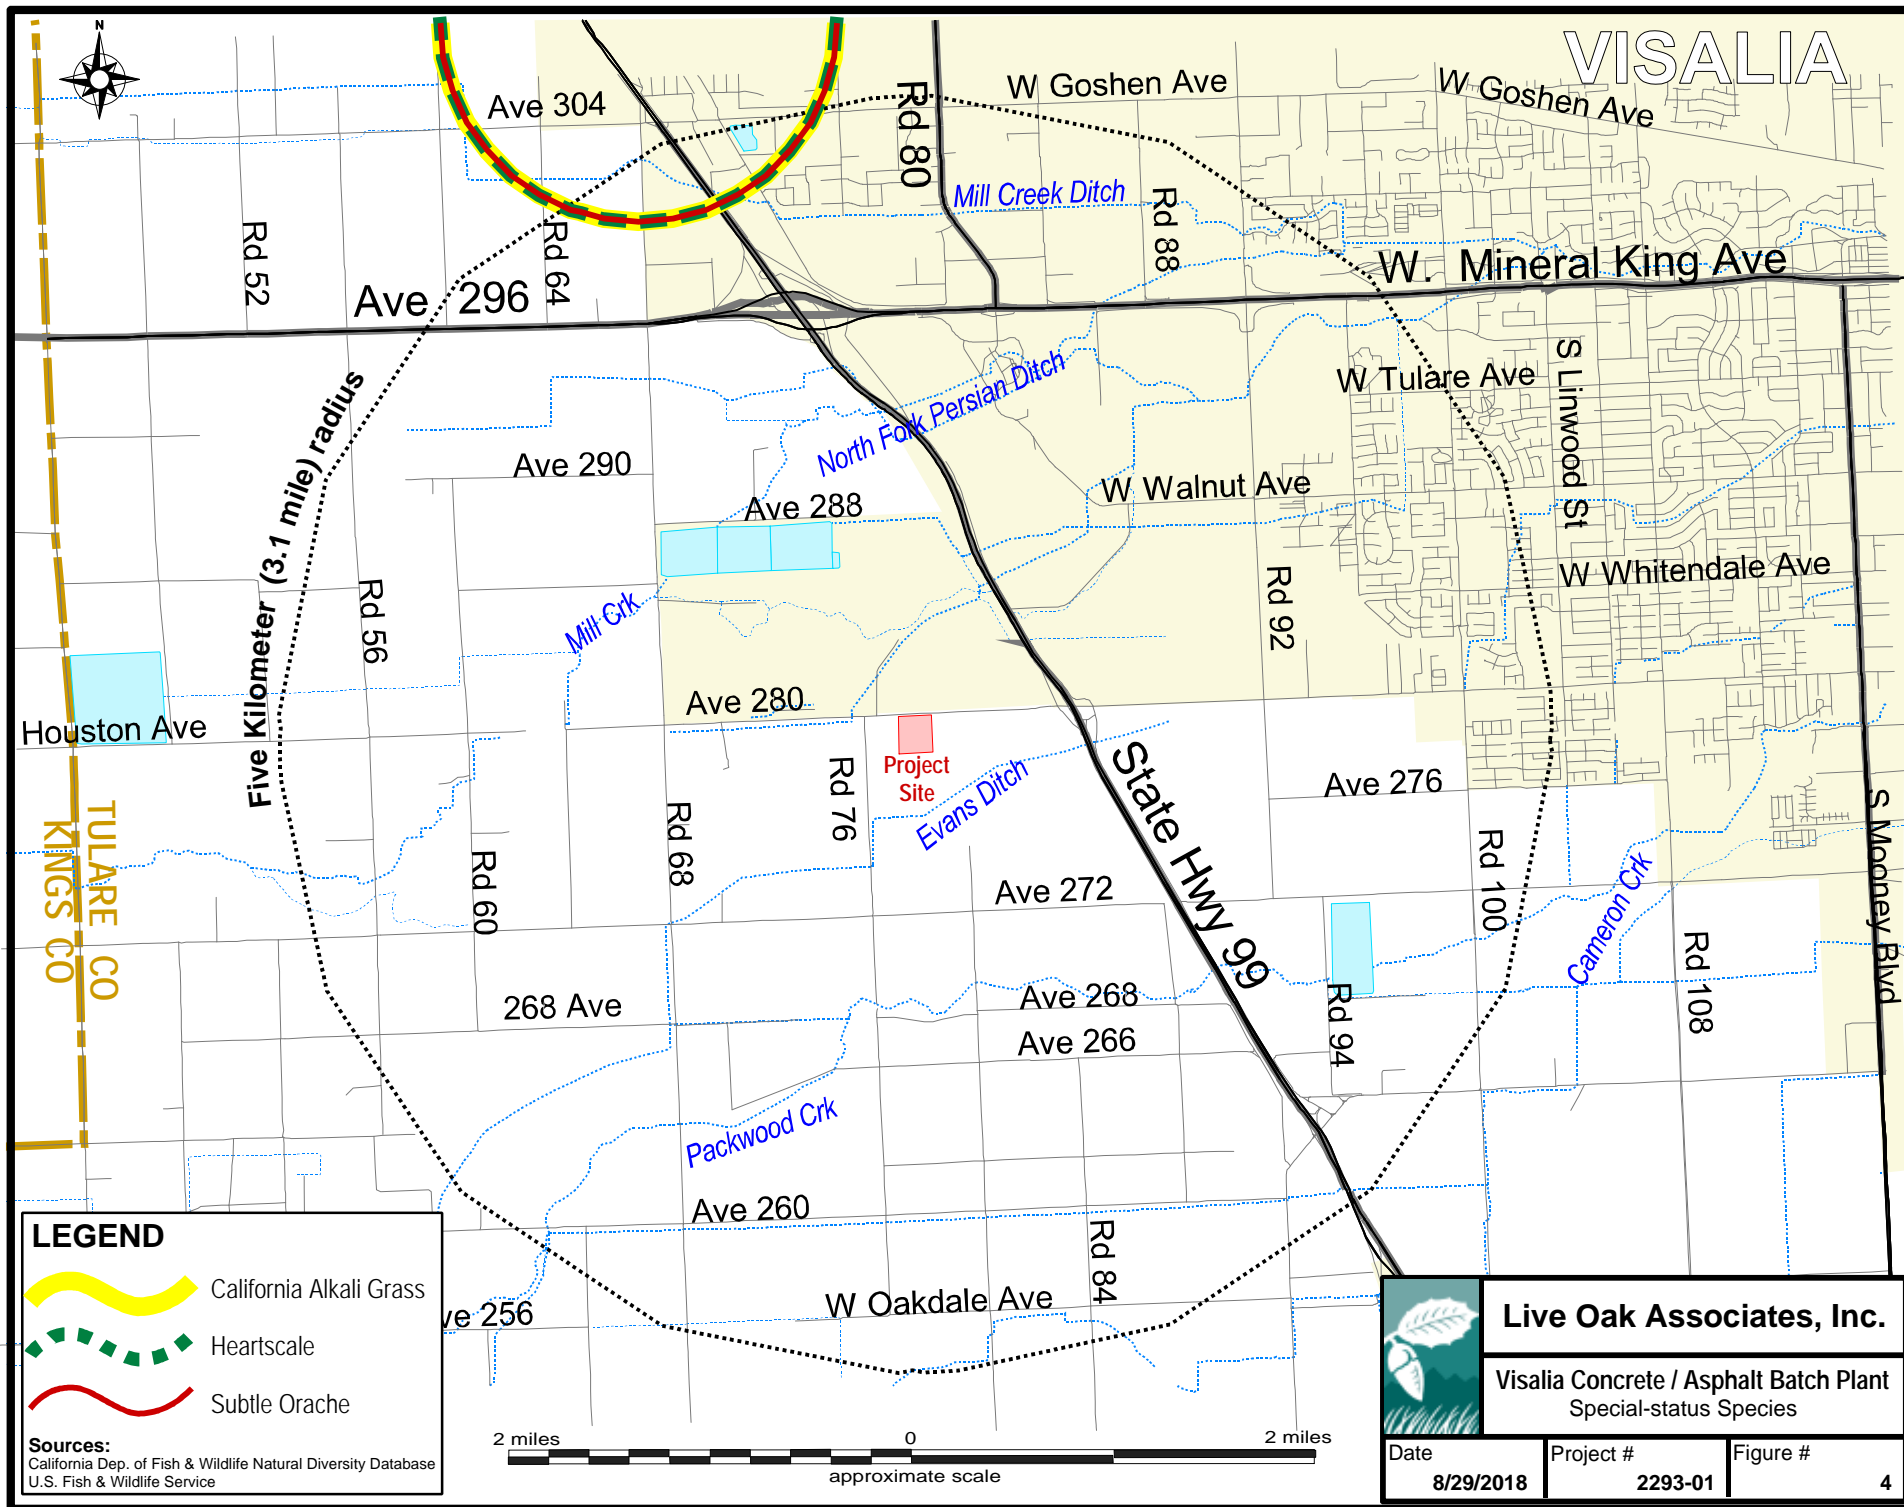 N
VISALIA
Ave 304
Rd 80
W Goshen Ave
W Goshen Ave
Mill Creek Ditch
Rd 88
Rd 52
Rd 64
Ave 296
W. Mineral King Ave
Five Kilometer (3.1 mile) radius
North Fork Persian Ditch
W Tulare Ave
S Linwood St
Ave 290
W Walnut Ave
Ave 288
Rd 56
Mill Crk
Rd 92
W Whitendale Ave
Ave 280
Houston Ave
Project
Site
Rd 76
Evans Ditch
State Hwy 99
Ave 276
S Mooney Blvd
TULARE CO
KINGS CO
Rd 60
Rd 68
Ave 272
Rd 100
Cameron Crk
Rd 108
268 Ave
Ave 268
Rd 94
Ave 266
Packwood Crk
Ave 260
Rd 84
W Oakdale Ave
ve 256
LEGEND
California Alkali Grass
Heartscale
Subtle Orache
Sources:
California Dep. of Fish & Wildlife Natural Diversity Database
U.S. Fish & Wildlife Service
2 miles 0 2 miles
approximate scale
Live Oak Associates, Inc.
Visalia Concrete / Asphalt Batch Plant
Special-status Species
Date Project # Figure #
8/29/2018 2293-01 4